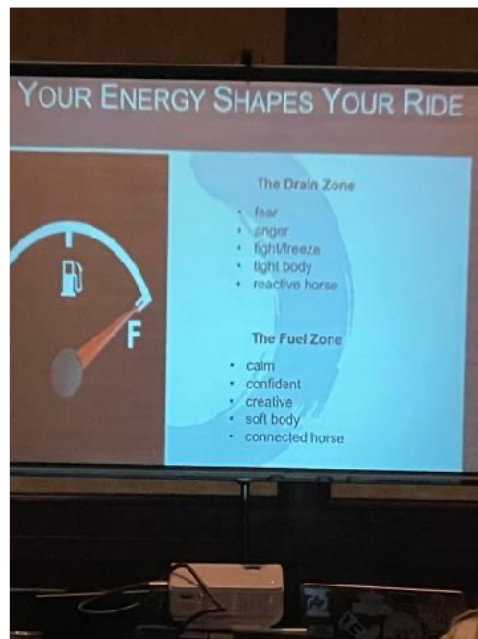 YOUR ENERGY SHAPES YOUR RIDE
The Drain Zone
• fear
• anger
• fight/freeze
• tight body
• reactive horse
F
The Fuel Zone
• calm
• confident
• creative
• soft body
• connected horse